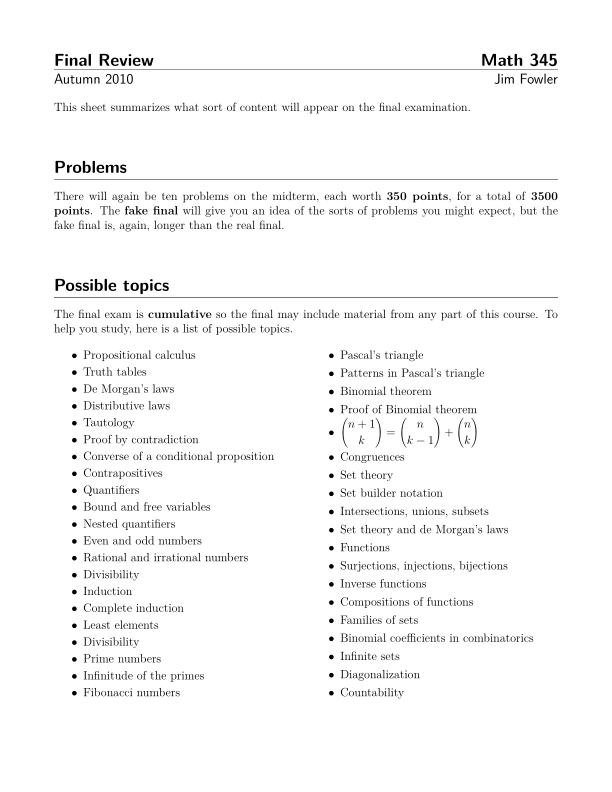 Final Review Math 345
Autumn 2010 Jim Fowler
This sheet summarizes what sort of content will appear on the final examination.
Problems
There will again be ten problems on the midterm, each worth 350 points, for a total of 3500
points. The fake final will give you an idea of the sorts of problems you might expect, but the
fake final is, again, longer than the real final.
Possible topics
The final exam is cumulative so the final may include material from any part of this course. To
help you study, here is a list of possible topics.
• Propositional calculus
• Truth tables
• De Morgan's laws
• Distributive laws
• Tautology
• Proof by contradiction
• Converse of a conditional proposition
• Contrapositives
• Quantifiers
• Bound and free variables
• Nested quantifiers
• Even and odd numbers
• Rational and irrational numbers
• Divisibility
• Induction
• Complete induction
• Least elements
• Divisibility
• Prime numbers
• Infinitude of the primes
• Fibonacci numbers
• Pascal's triangle
• Patterns in Pascal's triangle
• Binomial theorem
• Proof of Binomial theorem
• \binom{n+1}{k} = \binom{n}{k-1} + \binom{n}{k}
• Congruences
• Set theory
• Set builder notation
• Intersections, unions, subsets
• Set theory and de Morgan's laws
• Functions
• Surjections, injections, bijections
• Inverse functions
• Compositions of functions
• Families of sets
• Binomial coefficients in combinatorics
• Infinite sets
• Diagonalization
• Countability